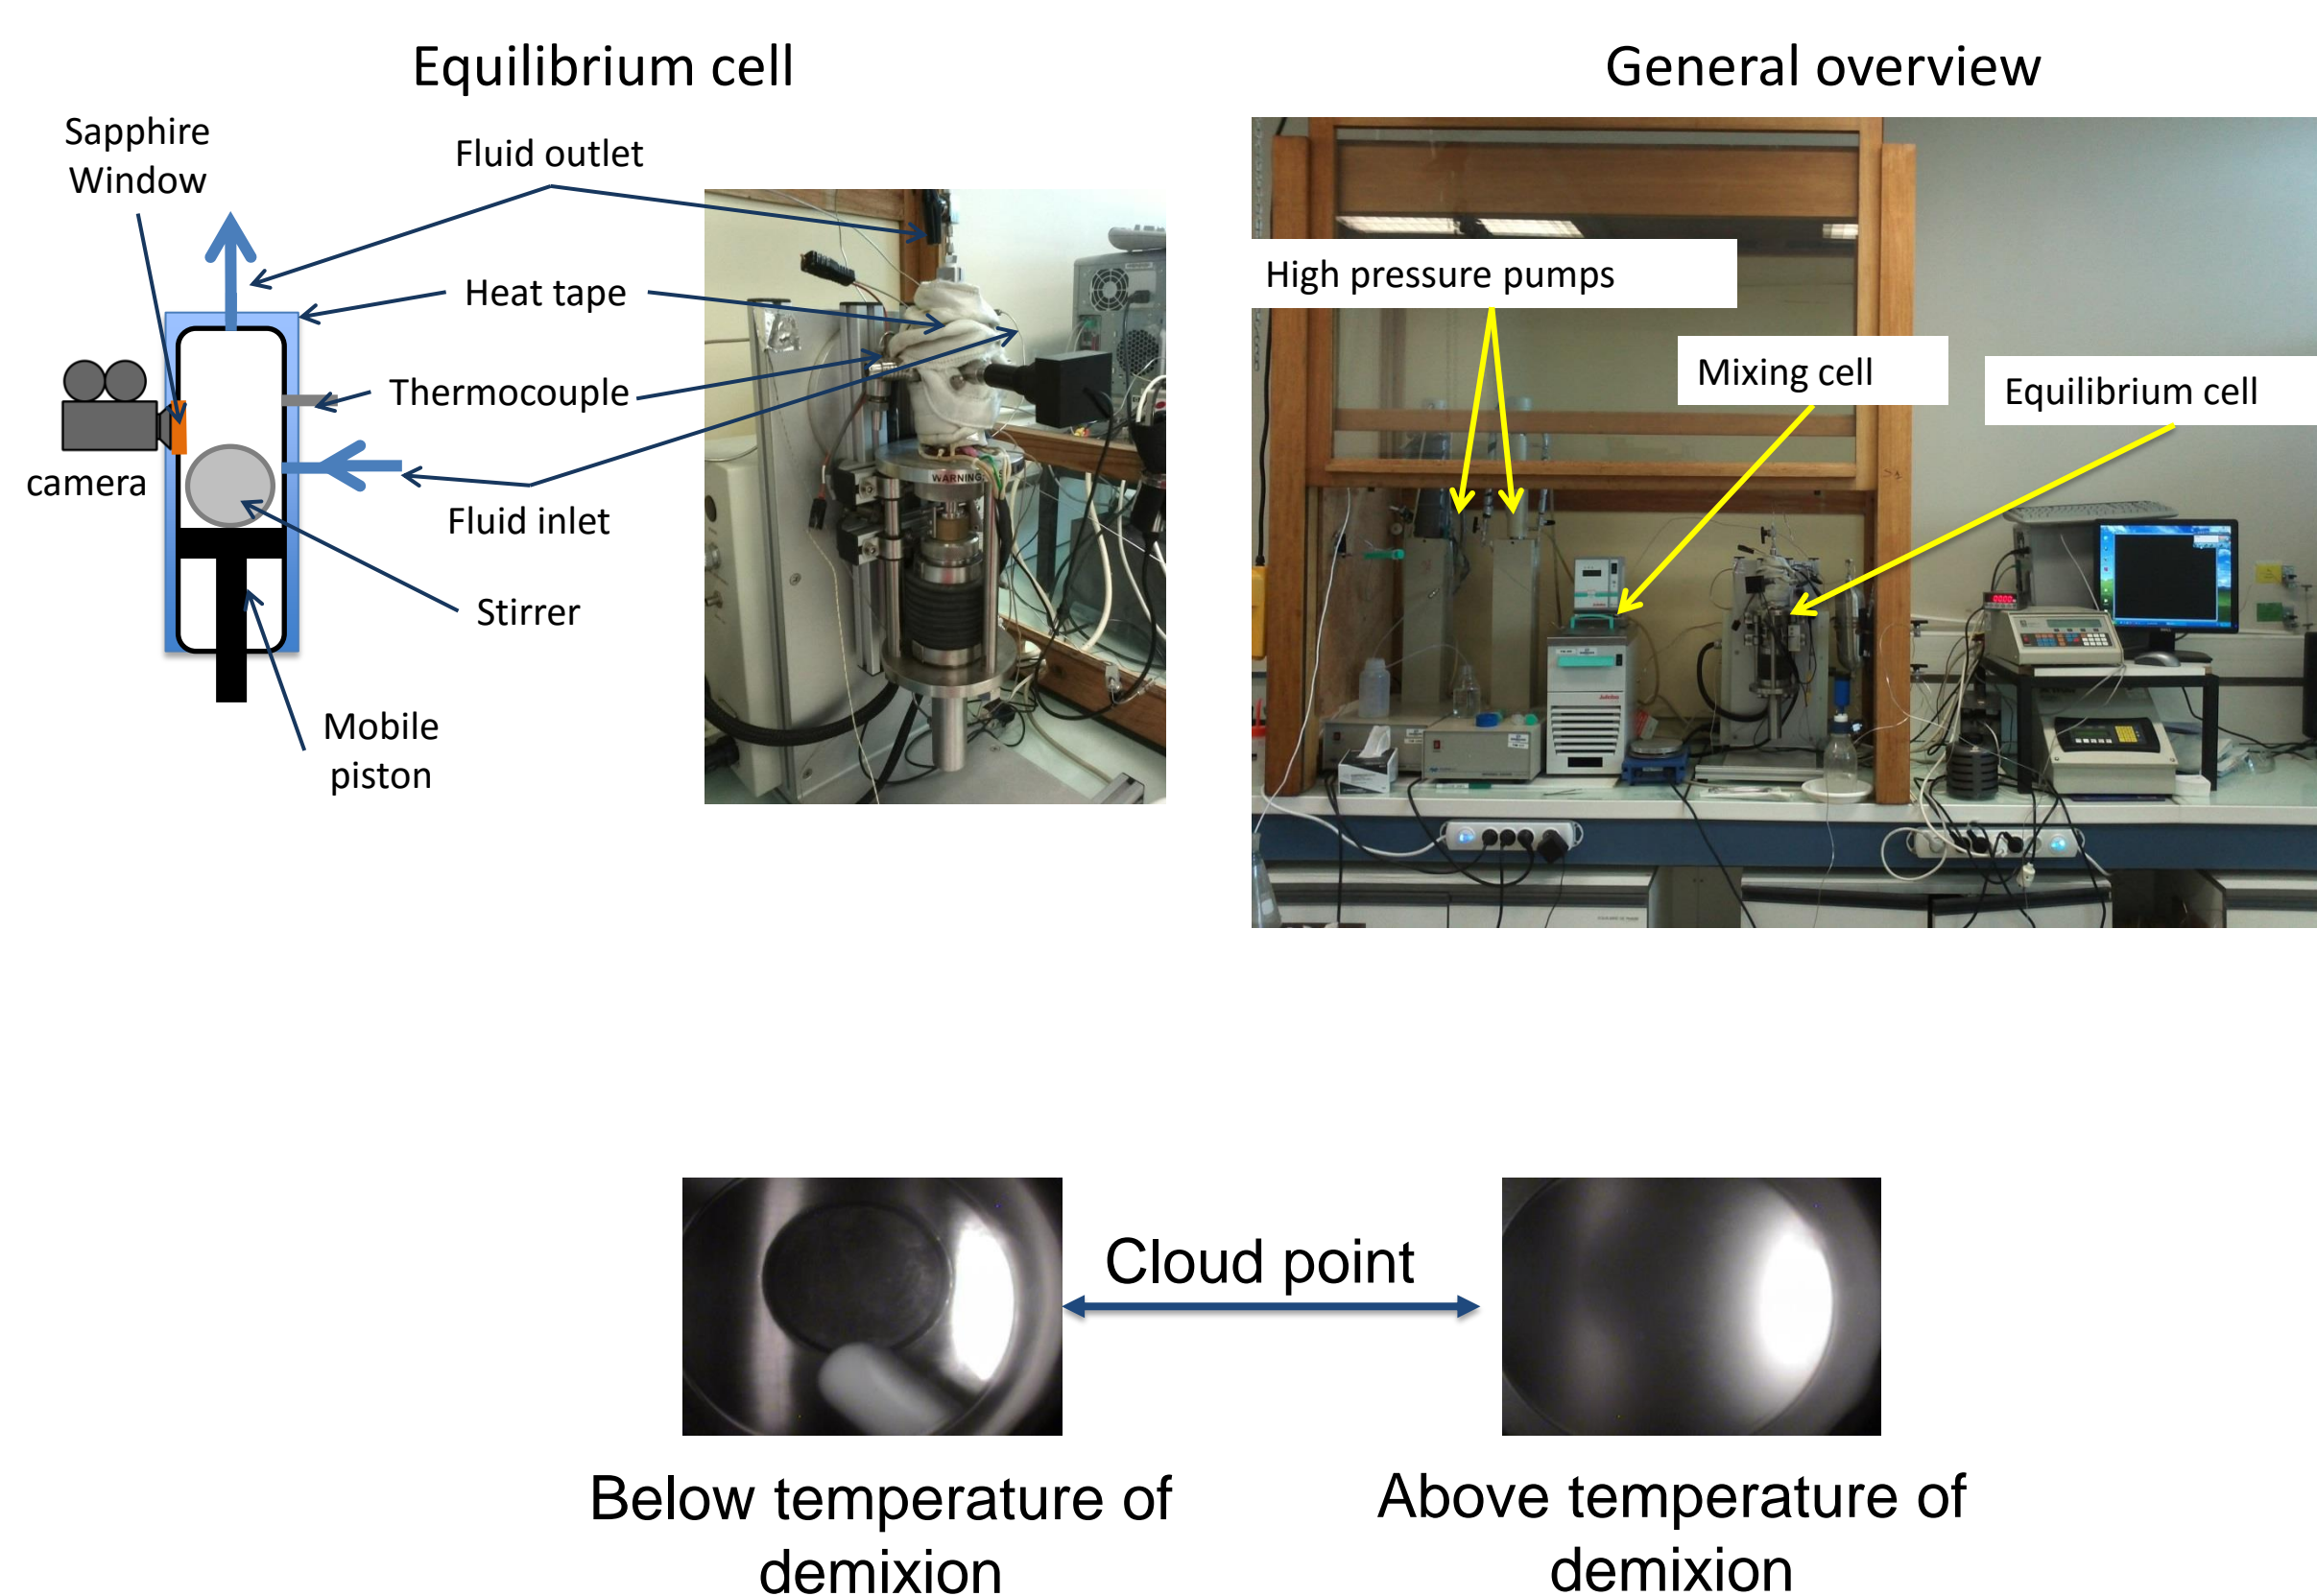 Equilibrium cell
General overview
Sapphire
Window
Fluid outlet
Heat tape
Thermocouple
camera
Fluid inlet
Stirrer
Mobile
piston
WARNING
High pressure pumps
Mixing cell
Equilibrium cell
Cloud point
Below temperature of
demixion
Above temperature of
demixion